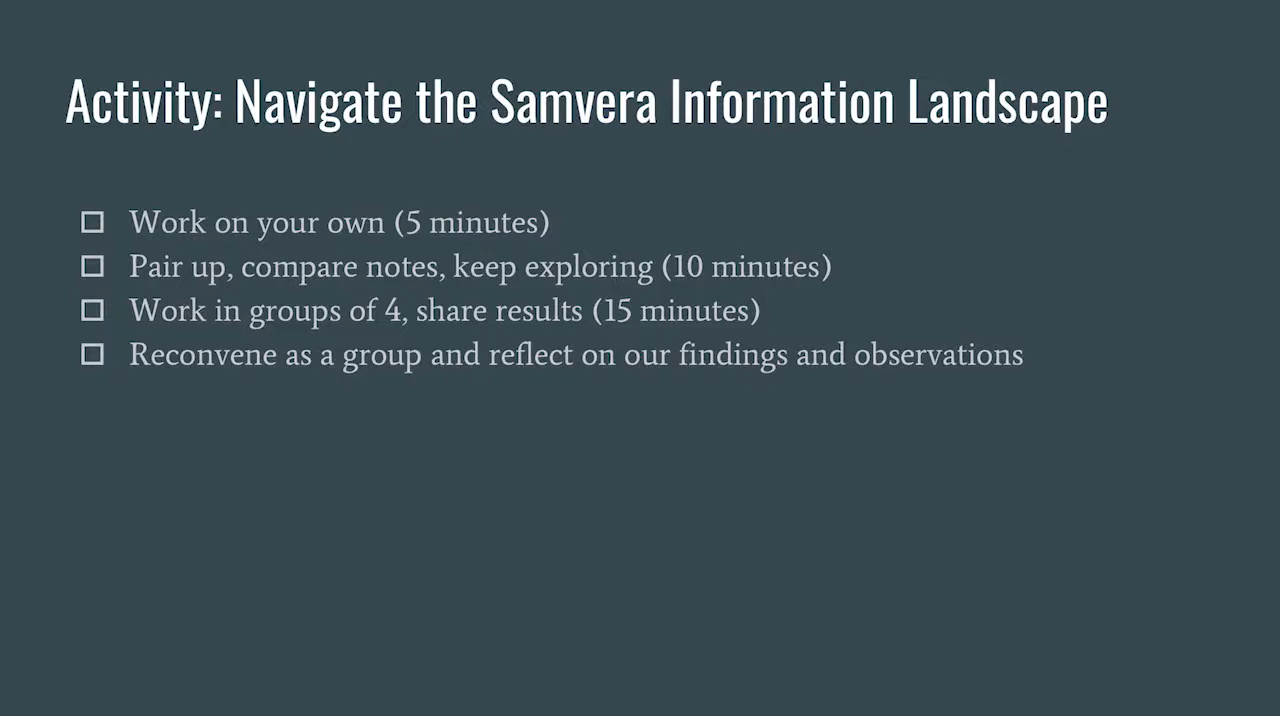 Activity: Navigate the Samvera Information Landscape
Work on your own (5 minutes)
Pair up, compare notes, keep exploring (10 minutes)
Work in groups of 4, share results (15 minutes)
Reconvene as a group and reflect on our findings and observations